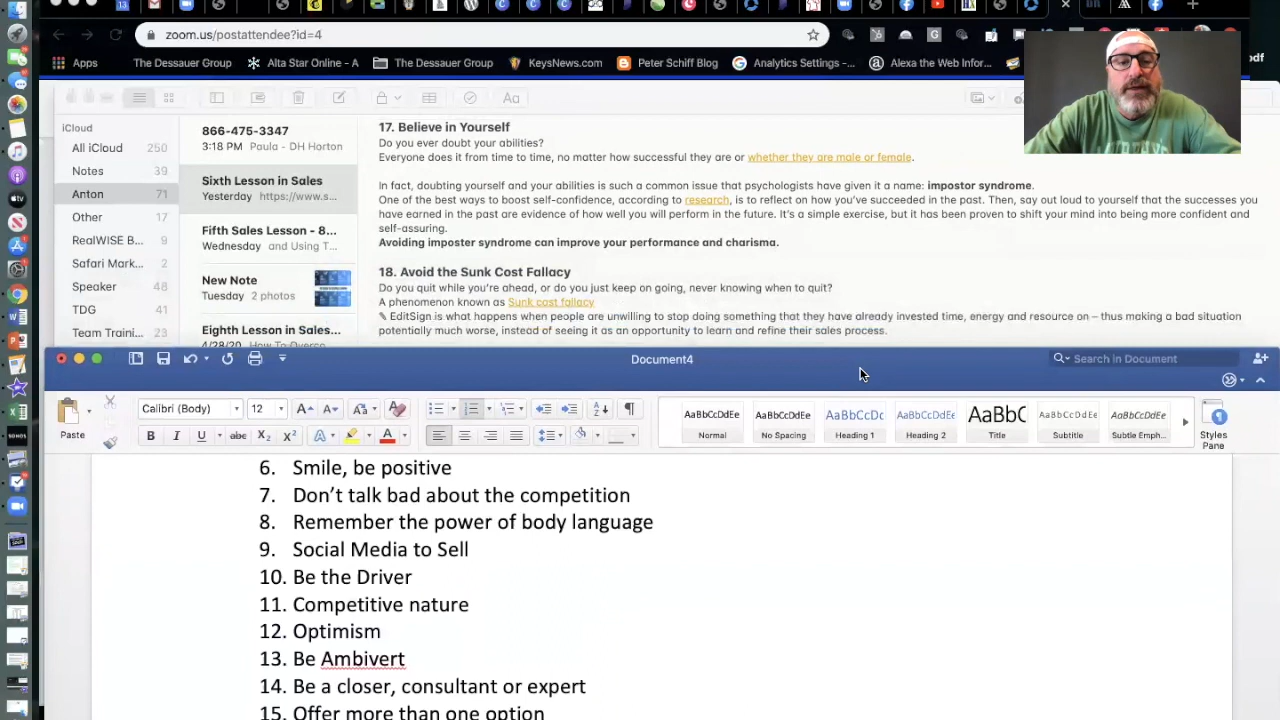 zoom.us/postattendee?id=4
Apps
The Dessauer Group
Alta Star Online - A
The Dessauer Group
KeysNews.com
Peter Schiff Blog
Analytics Settings -...
Alexa the Web Infor...
pdf
Aa
iCloud
All iCloud 250
Notes 39
Anton 71
Other 17
RealWISE B... 9
Safari Mark... 2
Speaker 48
TDG 41
Team Traini... 23
866-475-3347
3:18 PM Paula - DH Horton
Sixth Lesson in Sales
Yesterday https://www.s...
Fifth Sales Lesson - 8...
Wednesday and Using T...
New Note
Tuesday 2 photos
Eighth Lesson in Sales...
4/28/20 How To Overco
17. Believe in Yourself
Do you ever doubt your abilities?
Everyone does it from time to time, no matter how successful they are or whether they are male or female.
In fact, doubting yourself and your abilities is such a common issue that psychologists have given it a name: impostor syndrome.
One of the best ways to boost self-confidence, according to research, is to reflect on how you've succeeded in the past. Then, say out loud to yourself that the successes you
have earned in the past are evidence of how well you will perform in the future. It's a simple exercise, but it has been proven to shift your mind into being more confident and
self-assuring.
Avoiding imposter syndrome can improve your performance and charisma.
18. Avoid the Sunk Cost Fallacy
Do you quit while you're ahead, or do you just keep on going, never knowing when to quit?
A phenomenon known as Sunk cost fallacy
✎ EditSign is what happens when people are unwilling to stop doing something that they have already invested time, energy and resource on – thus making a bad situation
potentially much worse, instead of seeing it as an opportunity to learn and refine their sales process.
Document4
Search in Document
Paste
Calibri (Body) 12
B I U abc X₂ X²
AaBbCcDdEe AaBbCcDdEe AaBbCcDc AaBbCcDdEe AaBbC AaBbCcDdEe AaBbCcDdEe
Normal No Spacing Heading 1 Heading 2 Title Subtitle Subtle Emph...
Styles
Pane
6. Smile, be positive
7. Don't talk bad about the competition
8. Remember the power of body language
9. Social Media to Sell
10. Be the Driver
11. Competitive nature
12. Optimism
13. Be Ambivert
14. Be a closer, consultant or expert
15. Offer more than one option